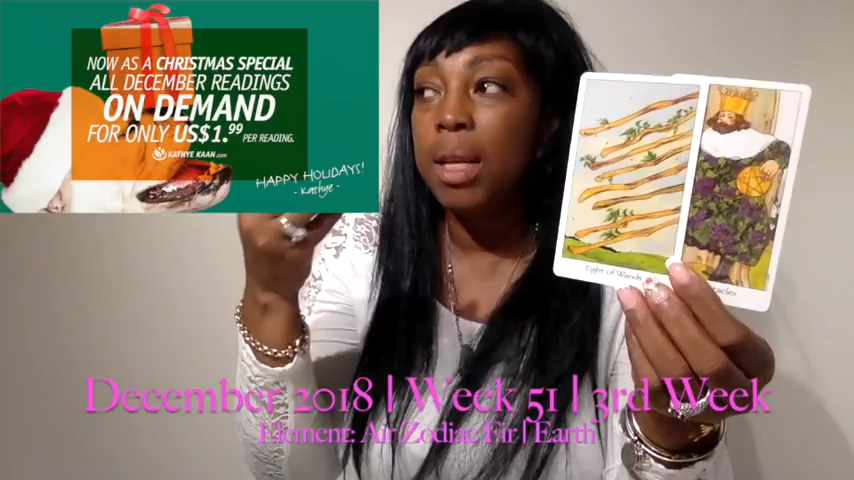 NOW AS A CHRISTMAS SPECIAL
ALL DECEMBER READINGS
ON DEMAND
FOR ONLY US$1.99 PER READING.
KATHYE KAAN.com
HAPPY HOLIDAYS!
- Kathye -
Eight of Wands
December 2018 | Week 51 | 3rd Week
Element: Air Zodiac Fir | Earth